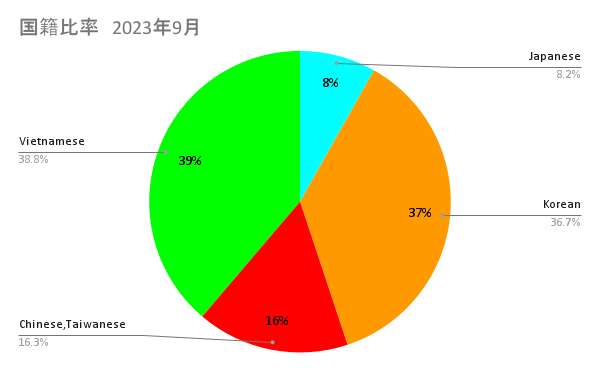 国籍比率 2023年9月
Japanese
8.2%
8%
Vietnamese
38.8%
39%
Korean
36.7%
37%
Chinese,Taiwanese
16.3%
16%